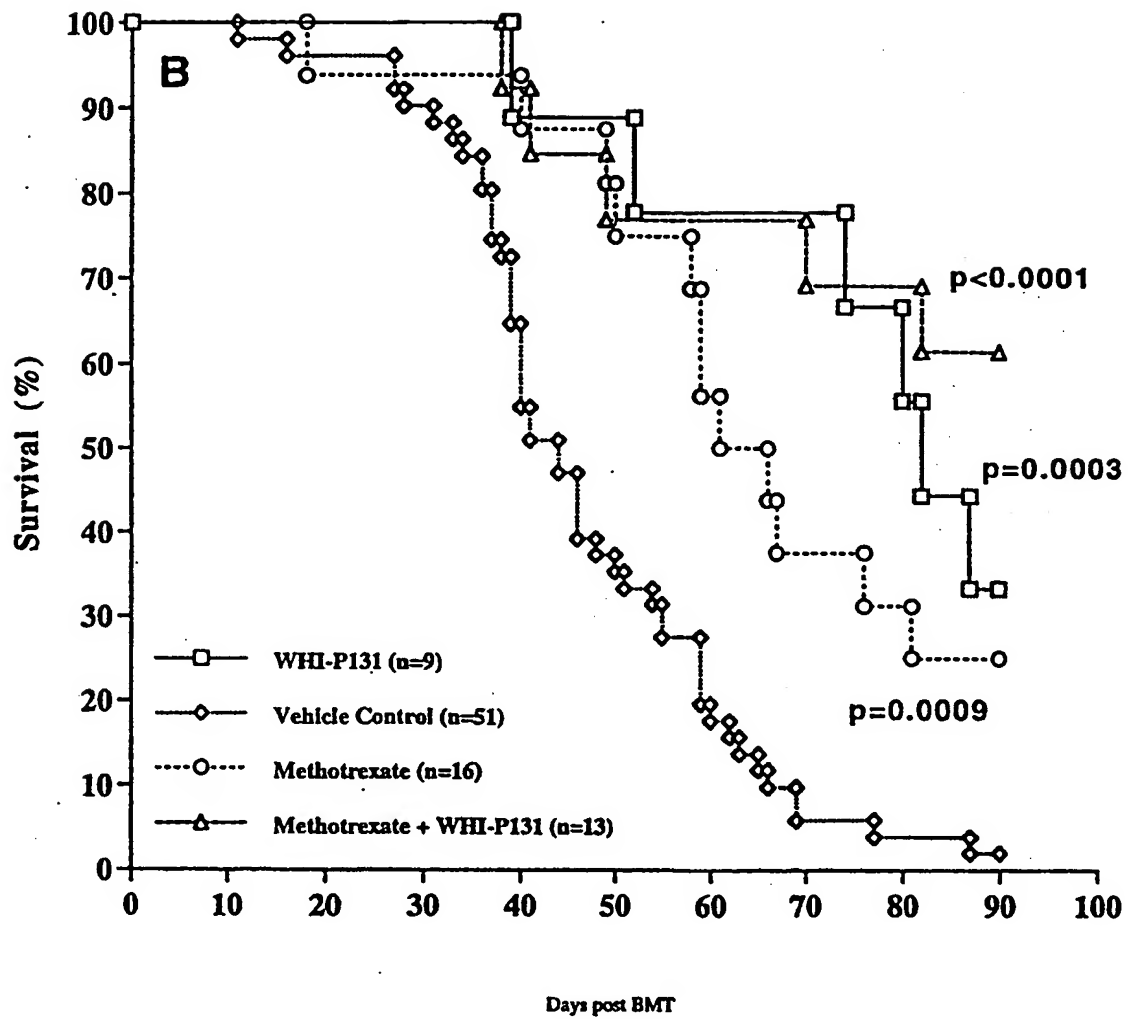 100
B
90
80
70
60
50
40
30
20
10
0
Survival (%)
p<0.0001
p=0.0003
p=0.0009
WHI-P131 (n=9)
Vehicle Control (n=51)
Methotrexate (n=16)
Methotrexate + WHI-P131 (n=13)
0 10 20 30 40 50 60 70 80 90 100
Days post BMT